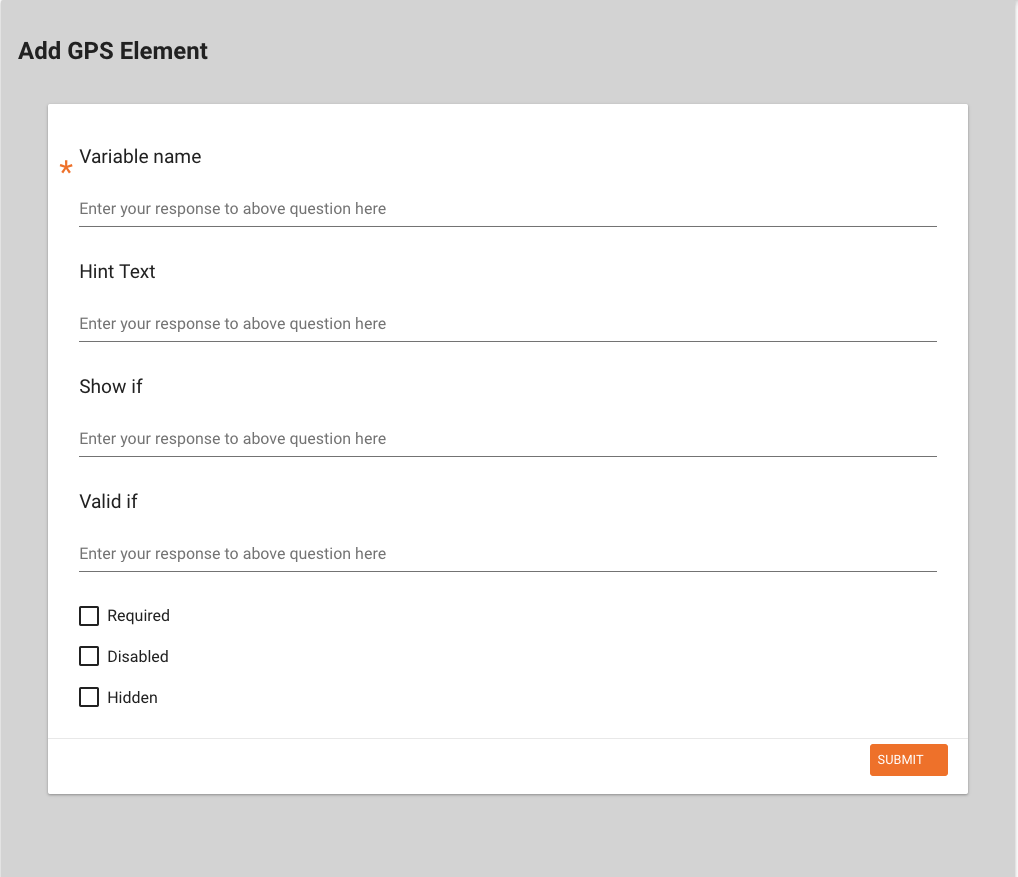 Add GPS Element
* Variable name
Enter your response to above question here
Hint Text
Enter your response to above question here
Show if
Enter your response to above question here
Valid if
Enter your response to above question here
Required
Disabled
Hidden
SUBMIT